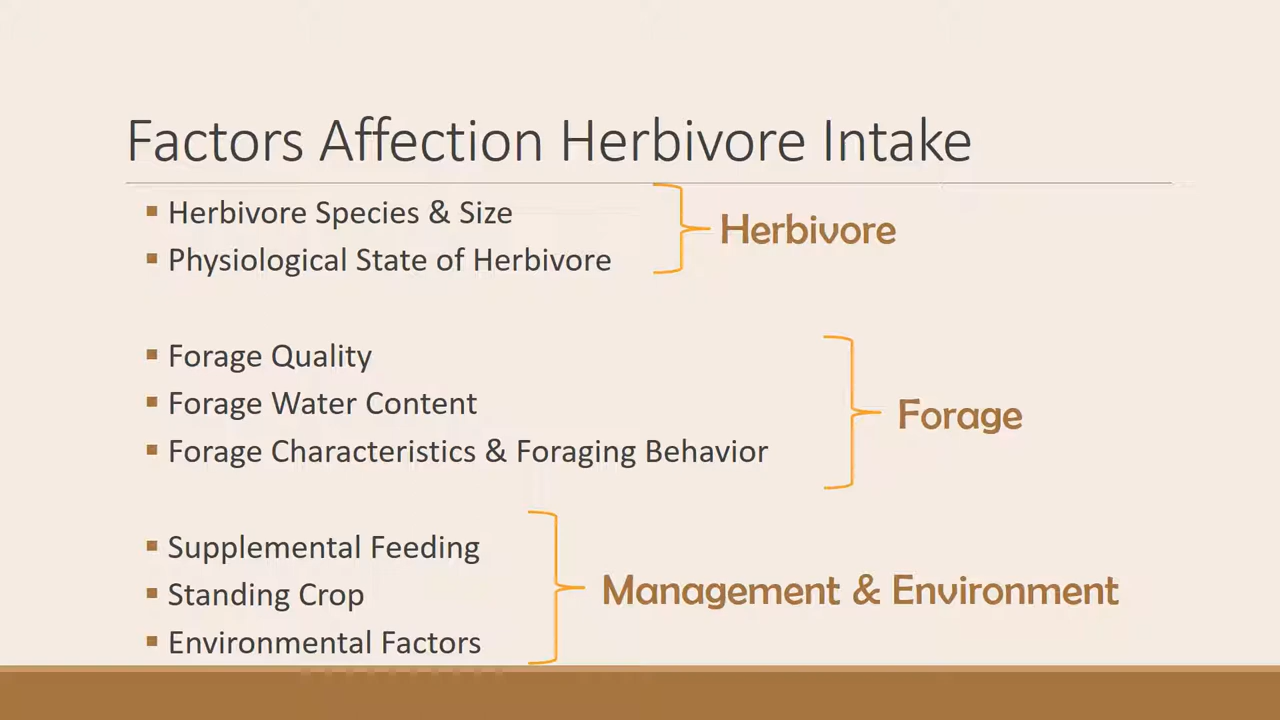 Factors Affection Herbivore Intake
▪ Herbivore Species & Size
▪ Physiological State of Herbivore
Herbivore
▪ Forage Quality
▪ Forage Water Content
▪ Forage Characteristics & Foraging Behavior
Forage
▪ Supplemental Feeding
▪ Standing Crop
▪ Environmental Factors
Management & Environment